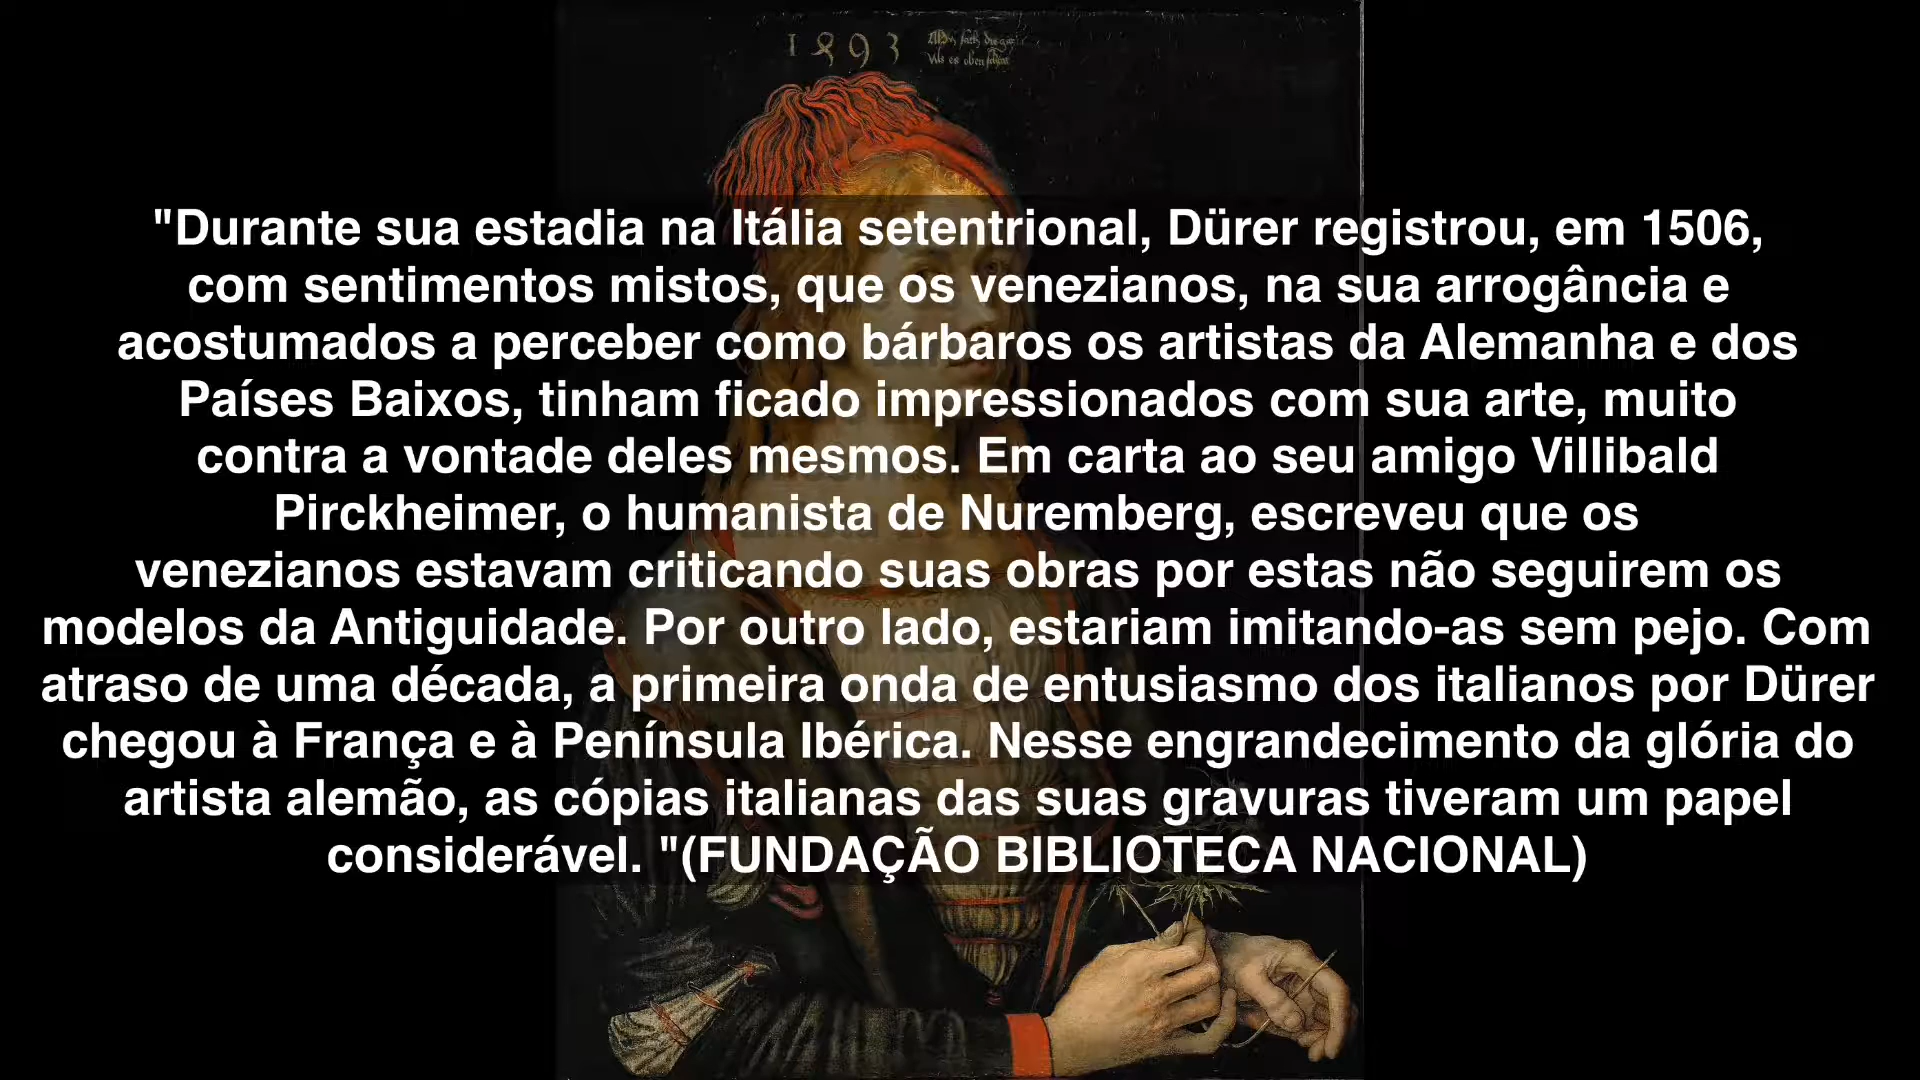 1493
"Durante sua estadia na Itália setentrional, Dürer registrou, em 1506,
com sentimentos mistos, que os venezianos, na sua arrogância e
acostumados a perceber como bárbaros os artistas da Alemanha e dos
Países Baixos, tinham ficado impressionados com sua arte, muito
contra a vontade deles mesmos. Em carta ao seu amigo Villibald
Pirckheimer, o humanista de Nuremberg, escreveu que os
venezianos estavam criticando suas obras por estas não seguirem os
modelos da Antiguidade. Por outro lado, estariam imitando-as sem pejo. Com
atraso de uma década, a primeira onda de entusiasmo dos italianos por Dürer
chegou à França e à Península Ibérica. Nesse engrandecimento da glória do
artista alemão, as cópias italianas das suas gravuras tiveram um papel
considerável. "(FUNDAÇÃO BIBLIOTECA NACIONAL)